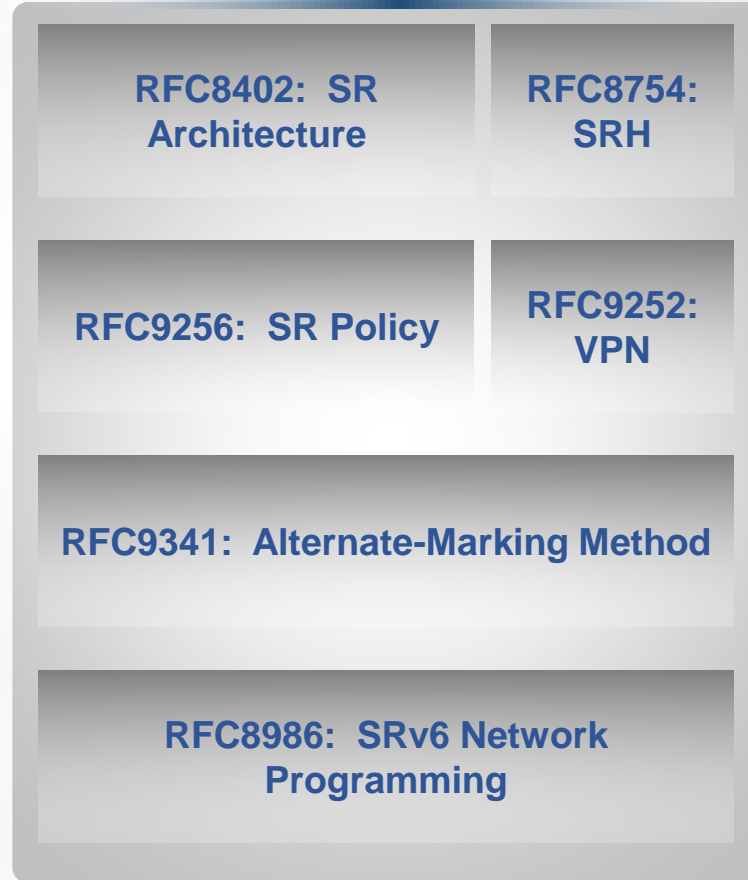 RFC8402: SR
Architecture
RFC8754:
SRH
RFC9256: SR Policy
RFC9252:
VPN
RFC9341: Alternate-Marking Method
RFC8986: SRv6 Network
Programming